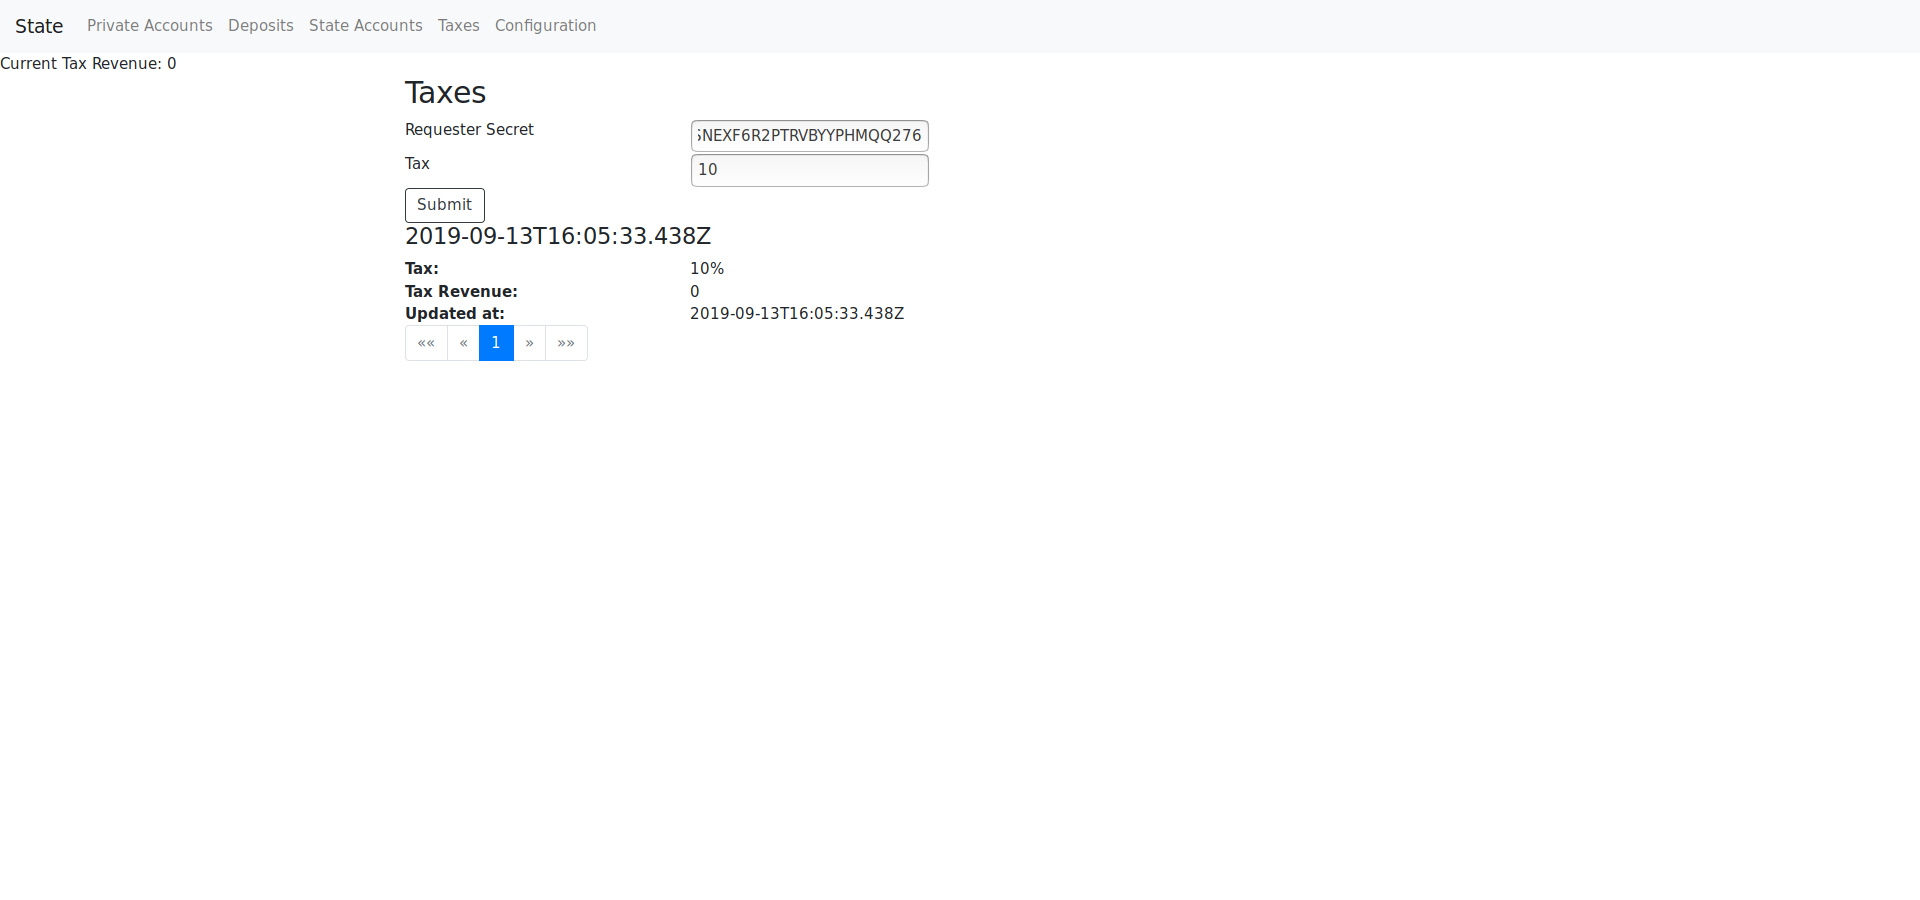 State Private Accounts Deposits State Accounts Taxes Configuration
Current Tax Revenue: 0
Taxes
Requester Secret NEXF6R2PTRVBYYPHMQQ276
Tax 10
Submit
2019-09-13T16:05:33.438Z
Tax: 10%
Tax Revenue: 0
Updated at: 2019-09-13T16:05:33.438Z
«« « 1 » »»